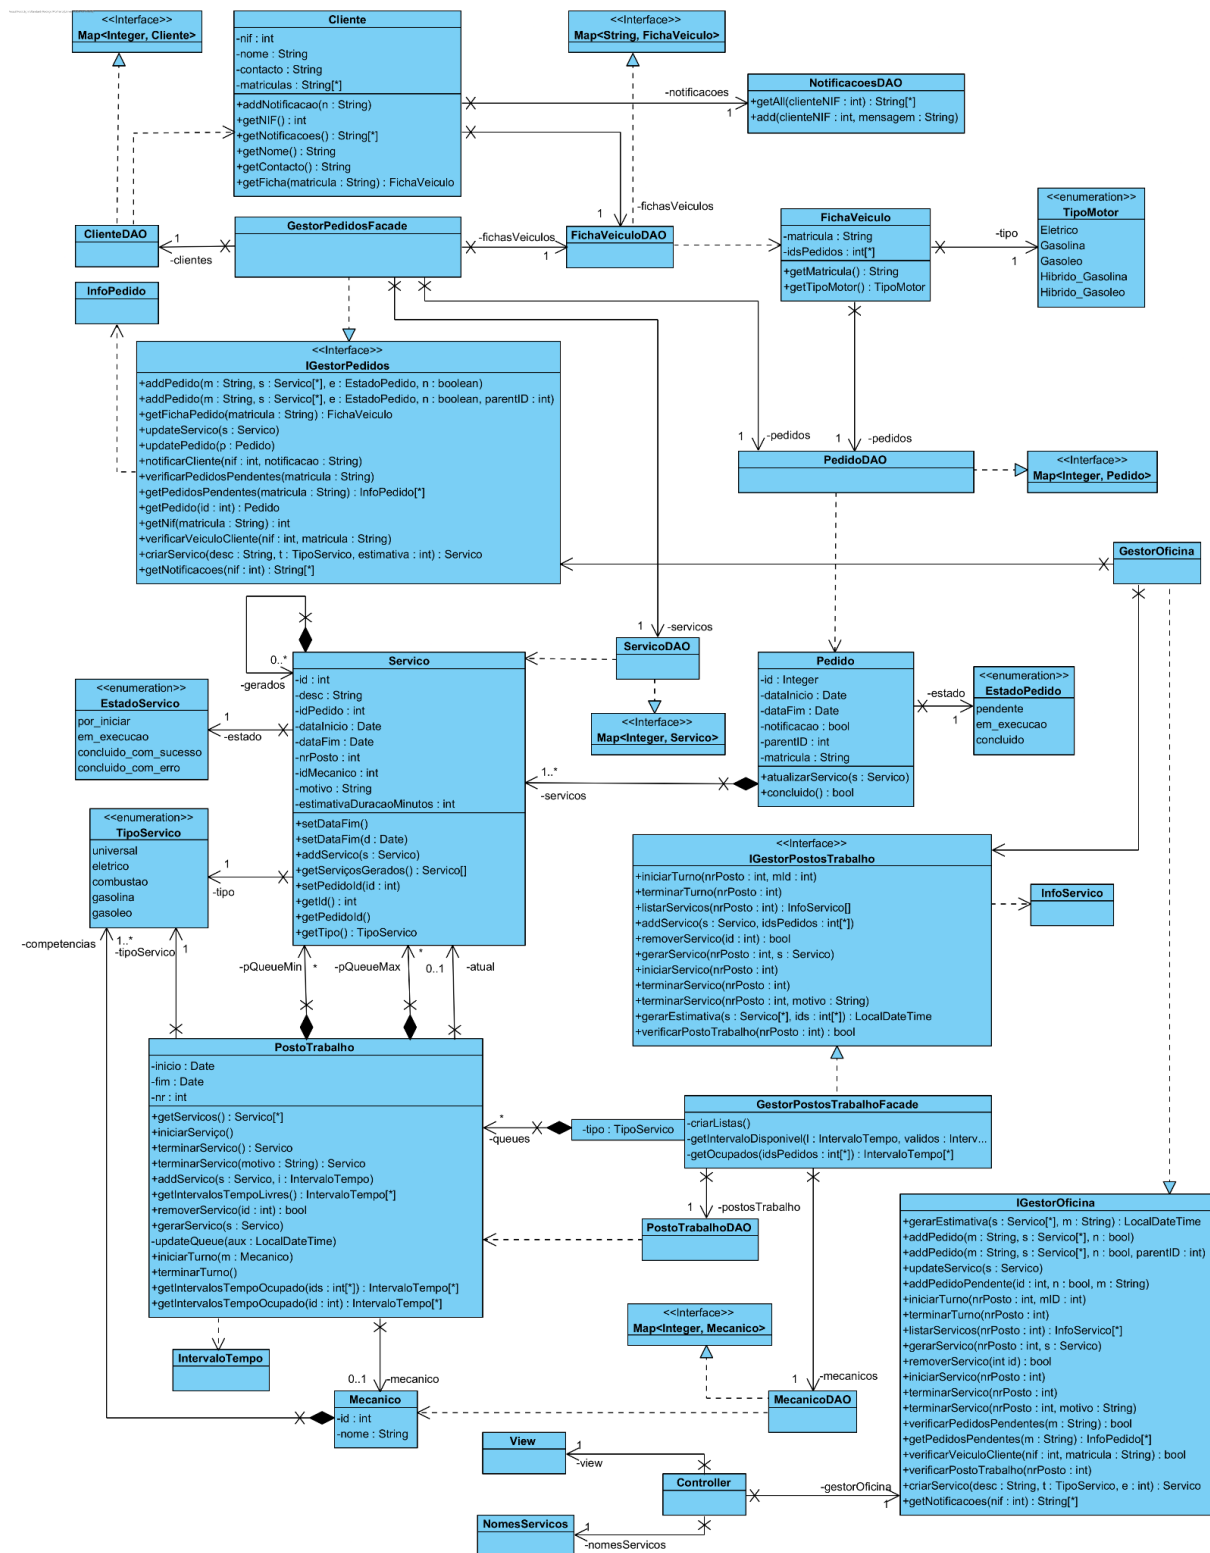 <<Interface>>
Map<Integer, Cliente>
Cliente
-nif : int
-nome : String
-contacto : String
-matriculas : String[*]
+addNotificacao(n : String)
+getNIF() : int
+getNotificacoes() : String[*]
+getNome() : String
+getContacto() : String
+getFicha(matricula : String) : FichaVeiculo
<<Interface>>
Map<String, FichaVeiculo>
NotificacoesDAO
+getAll(clienteNIF : int) : String[*]
+add(clienteNIF : int, mensagem : String)
-notificacoes
1
ClienteDAO
1
-clientes
GestorPedidosFacade
-fichasVeiculos
1
1
-fichasVeiculos
FichaVeiculoDAO
FichaVeiculo
-matricula : String
-idsPedidos : int[*]
+getMatricula() : String
+getTipoMotor() : TipoMotor
-tipo
1
<<enumeration>>
TipoMotor
Eletrico
Gasolina
Gasoleo
Hibrido_Gasolina
Hibrido_Gasoleo
InfoPedido
<<Interface>>
IGestorPedidos
+addPedido(m : String, s : Servico[*], e : EstadoPedido, n : boolean)
+addPedido(m : String, s : Servico[*], e : EstadoPedido, n : boolean, parentID : int)
+getFichaPedido(matricula : String) : FichaVeiculo
+updateServico(s : Servico)
+updatePedido(p : Pedido)
+notificarCliente(nif : int, notificacao : String)
+verificarPedidosPendentes(matricula : String)
+getPedidosPendentes(matricula : String) : InfoPedido[*]
+getPedido(id : int) : Pedido
+getNif(matricula : String) : int
+verificarVeiculoCliente(nif : int, matricula : String)
+criarServico(desc : String, t : TipoServico, estimativa : int) : Servico
+getNotificacoes(nif : int) : String[*]
1
-pedidos
1
-pedidos
PedidoDAO
<<Interface>>
Map<Integer, Pedido>
GestorOficina
1
-servicos
ServicoDAO
<<Interface>>
Map<Integer, Servico>
0..*
-gerados
Servico
-id : int
-desc : String
-idPedido : int
-dataInicio : Date
-dataFim : Date
-nrPosto : int
-idMecanico : int
-motivo : String
-estimativaDuracaoMinutos : int
+setDataFim()
+setDataFim(d : Date)
+addServico(s : Servico)
+getServiçosGerados() : Servico[]
+setPedidoId(id : int)
+getId() : int
+getPedidoId()
+getTipo() : TipoServico
<<enumeration>>
EstadoServico
por_iniciar
em_execucao
concluido_com_sucesso
concluido_com_erro
1
-estado
<<enumeration>>
TipoServico
universal
eletrico
combustao
gasolina
gasoleo
1
-tipo
1..*
-servicos
Pedido
-id : Integer
-dataInicio : Date
-dataFim : Date
-notificacao : bool
-parentID : int
-matricula : String
+atualizarServico(s : Servico)
+concluido() : bool
-estado
1
<<enumeration>>
EstadoPedido
pendente
em_execucao
concluido
<<Interface>>
IGestorPostosTrabalho
+iniciarTurno(nrPosto : int, mId : int)
+terminarTurno(nrPosto : int)
+listarServicos(nrPosto : int) : InfoServico[]
+addServico(s : Servico, idsPedidos : int[*])
+removerServico(id : int) : bool
+gerarServico(nrPosto : int, s : Servico)
+iniciarServico(nrPosto : int)
+terminarServico(nrPosto : int)
+terminarServico(nrPosto : int, motivo : String)
+gerarEstimativa(s : Servico[*], ids : int[*]) : LocalDateTime
+verificarPostoTrabalho(nrPosto : int) : bool
InfoServico
-competencias
1..*
-tipoServico
1
-pQueueMin
*
-pQueueMax
*
0..1
-atual
PostoTrabalho
-inicio : Date
-fim : Date
-nr : int
+getServicos() : Servico[*]
+iniciarServiço()
+terminarServico() : Servico
+terminarServico(motivo : String) : Servico
+addServico(s : Servico, i : IntervaloTempo)
+getIntervalosTempoLivres() : IntervaloTempo[*]
+removerServico(id : int) : bool
+gerarServico(s : Servico)
-updateQueue(aux : LocalDateTime)
+iniciarTurno(m : Mecanico)
+terminarTurno()
+getIntervalosTempoOcupado(ids : int[*]) : IntervaloTempo[*]
+getIntervalosTempoOcupado(id : int) : IntervaloTempo[*]
*
-queues
-tipo : TipoServico
GestorPostosTrabalhoFacade
-criarListas()
-getIntervaloDisponivel(I : IntervaloTempo, validos : Interv...
-getOcupados(idsPedidos : int[*]) : IntervaloTempo[*]
1
-postosTrabalho
PostoTrabalhoDAO
<<Interface>>
Map<Integer, Mecanico>
1
-mecanicos
MecanicoDAO
IntervaloTempo
0..1
-mecanico
Mecanico
-id : int
-nome : String
IGestorOficina
+gerarEstimativa(s : Servico[*], m : String) : LocalDateTime
+addPedido(m : String, s : Servico[*], n : bool)
+addPedido(m : String, s : Servico[*], n : bool, parentID : int)
+updateServico(s : Servico)
+addPedidoPendente(id : int, n : bool, m : String)
+iniciarTurno(nrPosto : int, mID : int)
+terminarTurno(nrPosto : int)
+listarServicos(nrPosto : int) : InfoServico[*]
+gerarServico(nrPosto : int, s : Servico)
+removerServico(int id) : bool
+iniciarServico(nrPosto : int)
+terminarServico(nrPosto : int)
+terminarServico(nrPosto : int, motivo : String)
+verificarPedidosPendentes(m : String) : bool
+getPedidosPendentes(m : String) : InfoPedido[*]
+verificarVeiculoCliente(nif : int, matricula : String) : bool
+verificarPostoTrabalho(nrPosto : int)
+criarServico(desc : String, t : TipoServico, e : int) : Servico
+getNotificacoes(nif : int) : String[*]
View
1
-view
Controller
-gestorOficina
1
NomesServicos
1
-nomesServicos